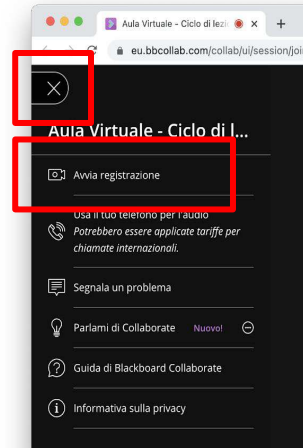 Aula Virtuale - Ciclo di lezi
eu.bbcollab.com/collab/ui/session/joi
Aula Virtuale - Ciclo di l...
Avvia registrazione
Usa il tuo telefono per l'audio
Potrebbero essere applicate tariffe per
chiamate internazionali.
Segnala un problema
Parlami di Collaborate Nuovo!
Guida di Blackboard Collaborate
Informativa sulla privacy